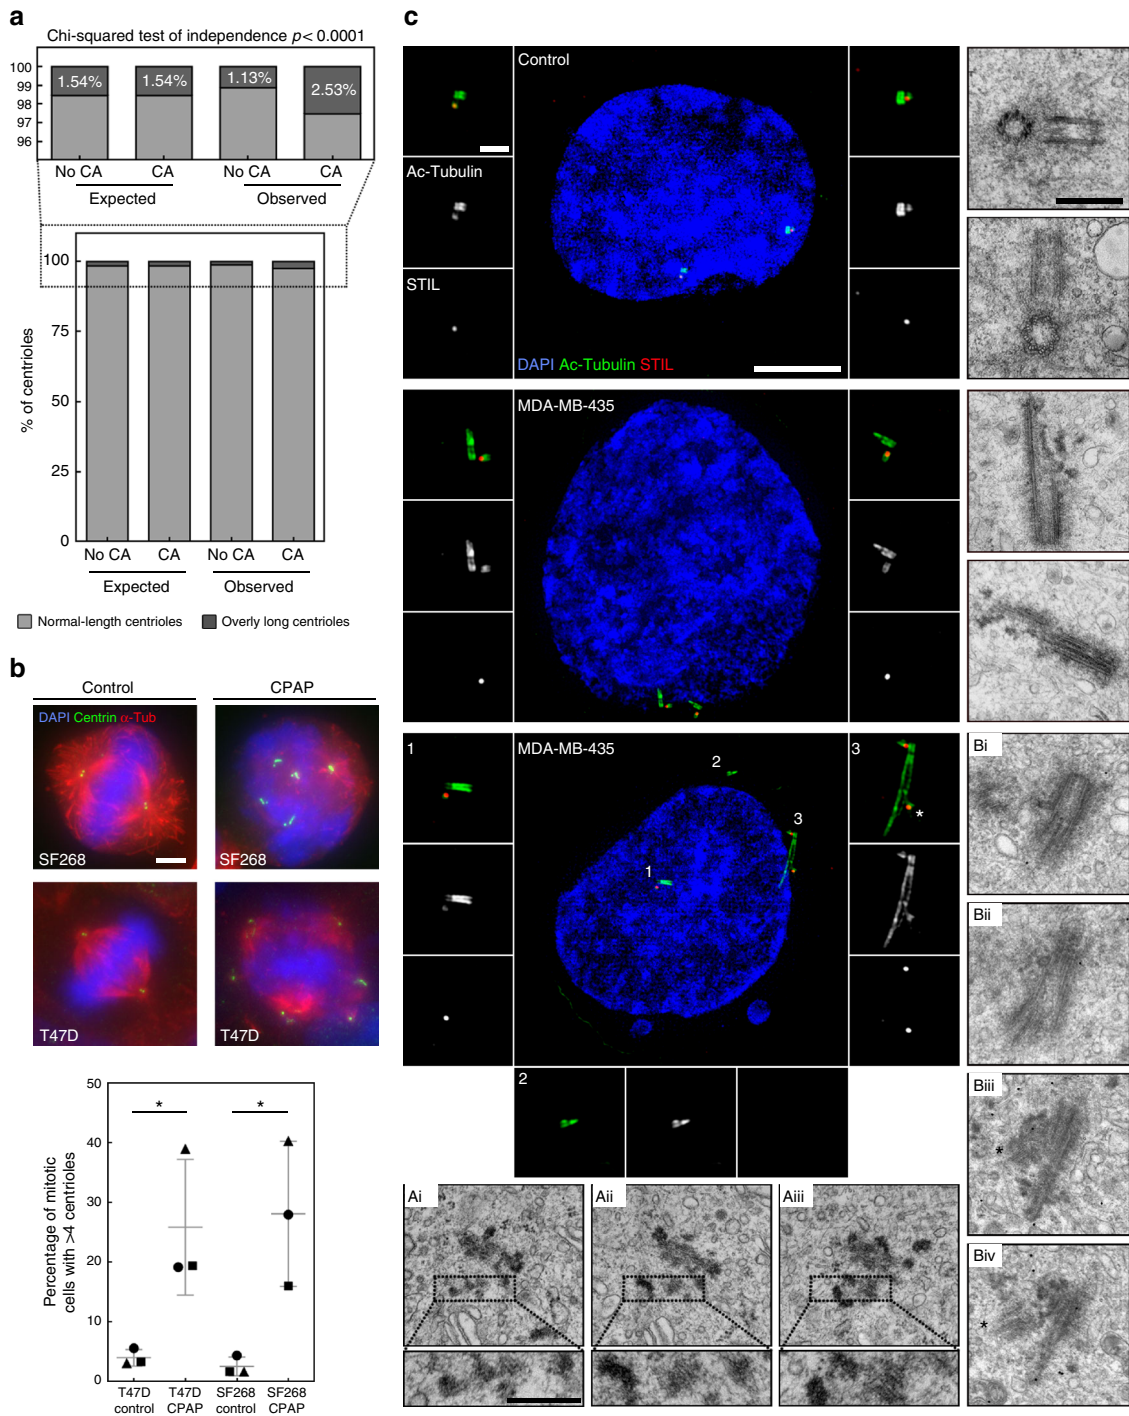 a
Chi-squared test of independence p< 0.0001
100
99
98
97
96
1.54%
1.54%
1.13%
2.53%
No CA
CA
No CA
CA
Expected
Observed
100
75
50
25
0
% of centrioles
No CA
CA
No CA
CA
Expected
Observed
Normal-length centrioles
Overly long centrioles
b
Control
CPAP
DAPI Centrin α-Tub
SF268
SF268
T47D
T47D
50
40
30
20
10
0
Percentage of mitotic
cells with >4 centrioles
*
*
T47D
control
T47D
CPAP
SF268
control
SF268
CPAP
c
Control
Ac-Tubulin
STIL
DAPI Ac-Tubulin STIL
MDA-MB-435
1
MDA-MB-435
2
3
1
3
*
2
Ai
Aii
Aiii
Bi
Bii
Biii
*
Biv
*